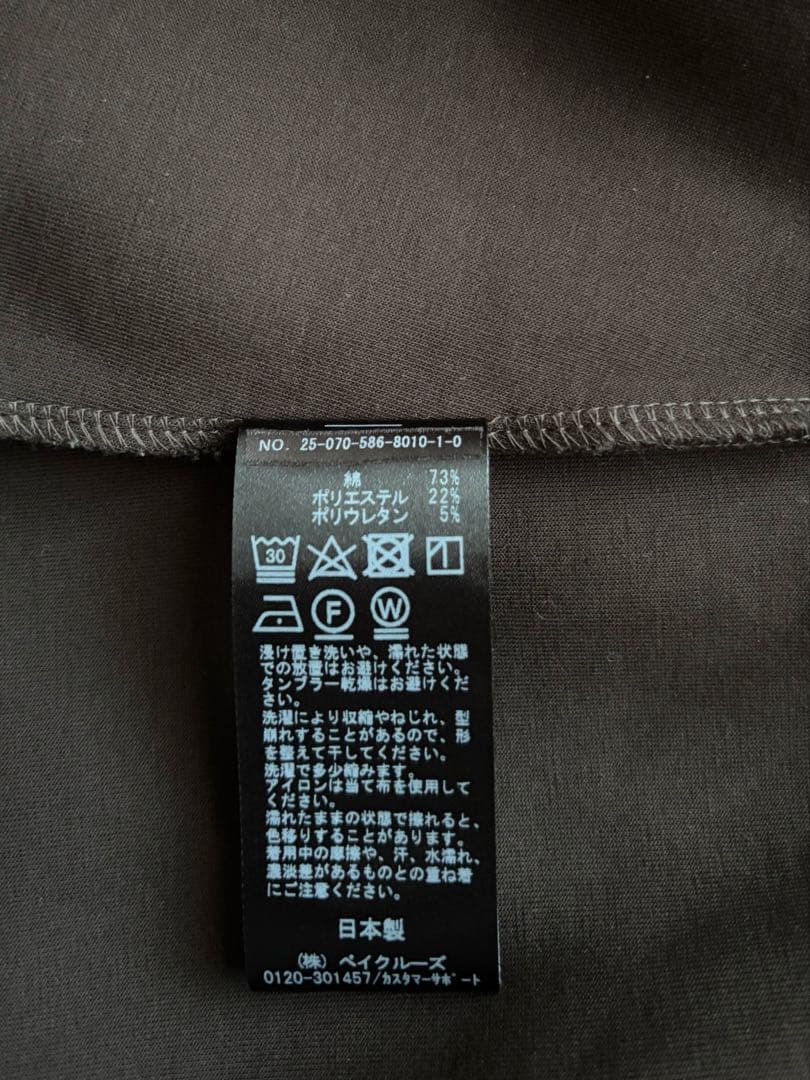 NO. 25-070-586-8010-1-0
綿 73%
ポリエステル 22%
ポリウレタン 5%
30
F W
浸け置き洗いや、濡れた状態
での放置はお避けください。
タンブラー乾燥はお避けくだ
さい。
洗濯により収縮やねじれ、型
崩れすることがあるので、形
を整えて干してください。
洗濯で多少縮みます。
アイロンは当て布を使用して
ください。
濡れたままの状態で擦れると、
色移りすることがあります。
着用中の摩擦や、汗、水濡れ、
濃淡差があるものとの重ね着
にご注意ください。
日本製
(株) ベイクルーズ
0120-301457/カスタマーサポート